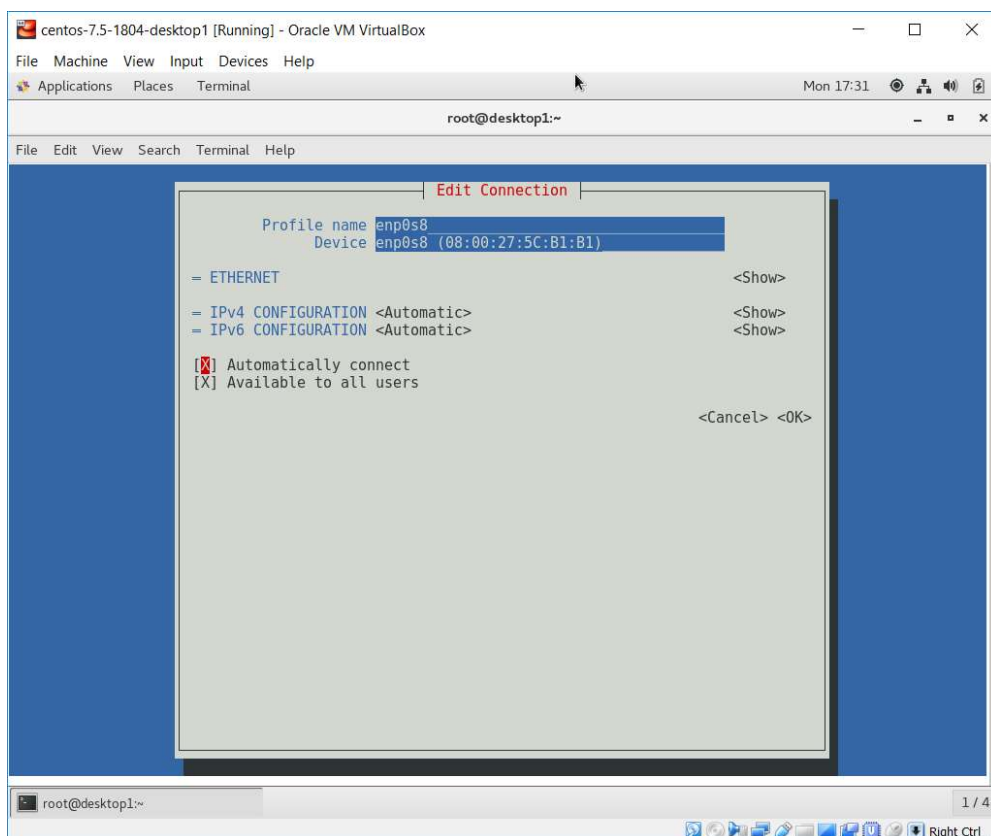 centos-7.5-1804-desktop1 [Running] - Oracle VM VirtualBox
File Machine View Input Devices Help
Applications Places Terminal Mon 17:31
root@desktop1:~
File Edit View Search Terminal Help
Edit Connection
Profile name enp0s8
Device enp0s8 (08:00:27:5C:B1:B1)
= ETHERNET <Show>
= IPv4 CONFIGURATION <Automatic> <Show>
= IPv6 CONFIGURATION <Automatic> <Show>
[X] Automatically connect
[X] Available to all users
<Cancel> <OK>
root@desktop1:~ 1 / 4
Right Ctrl